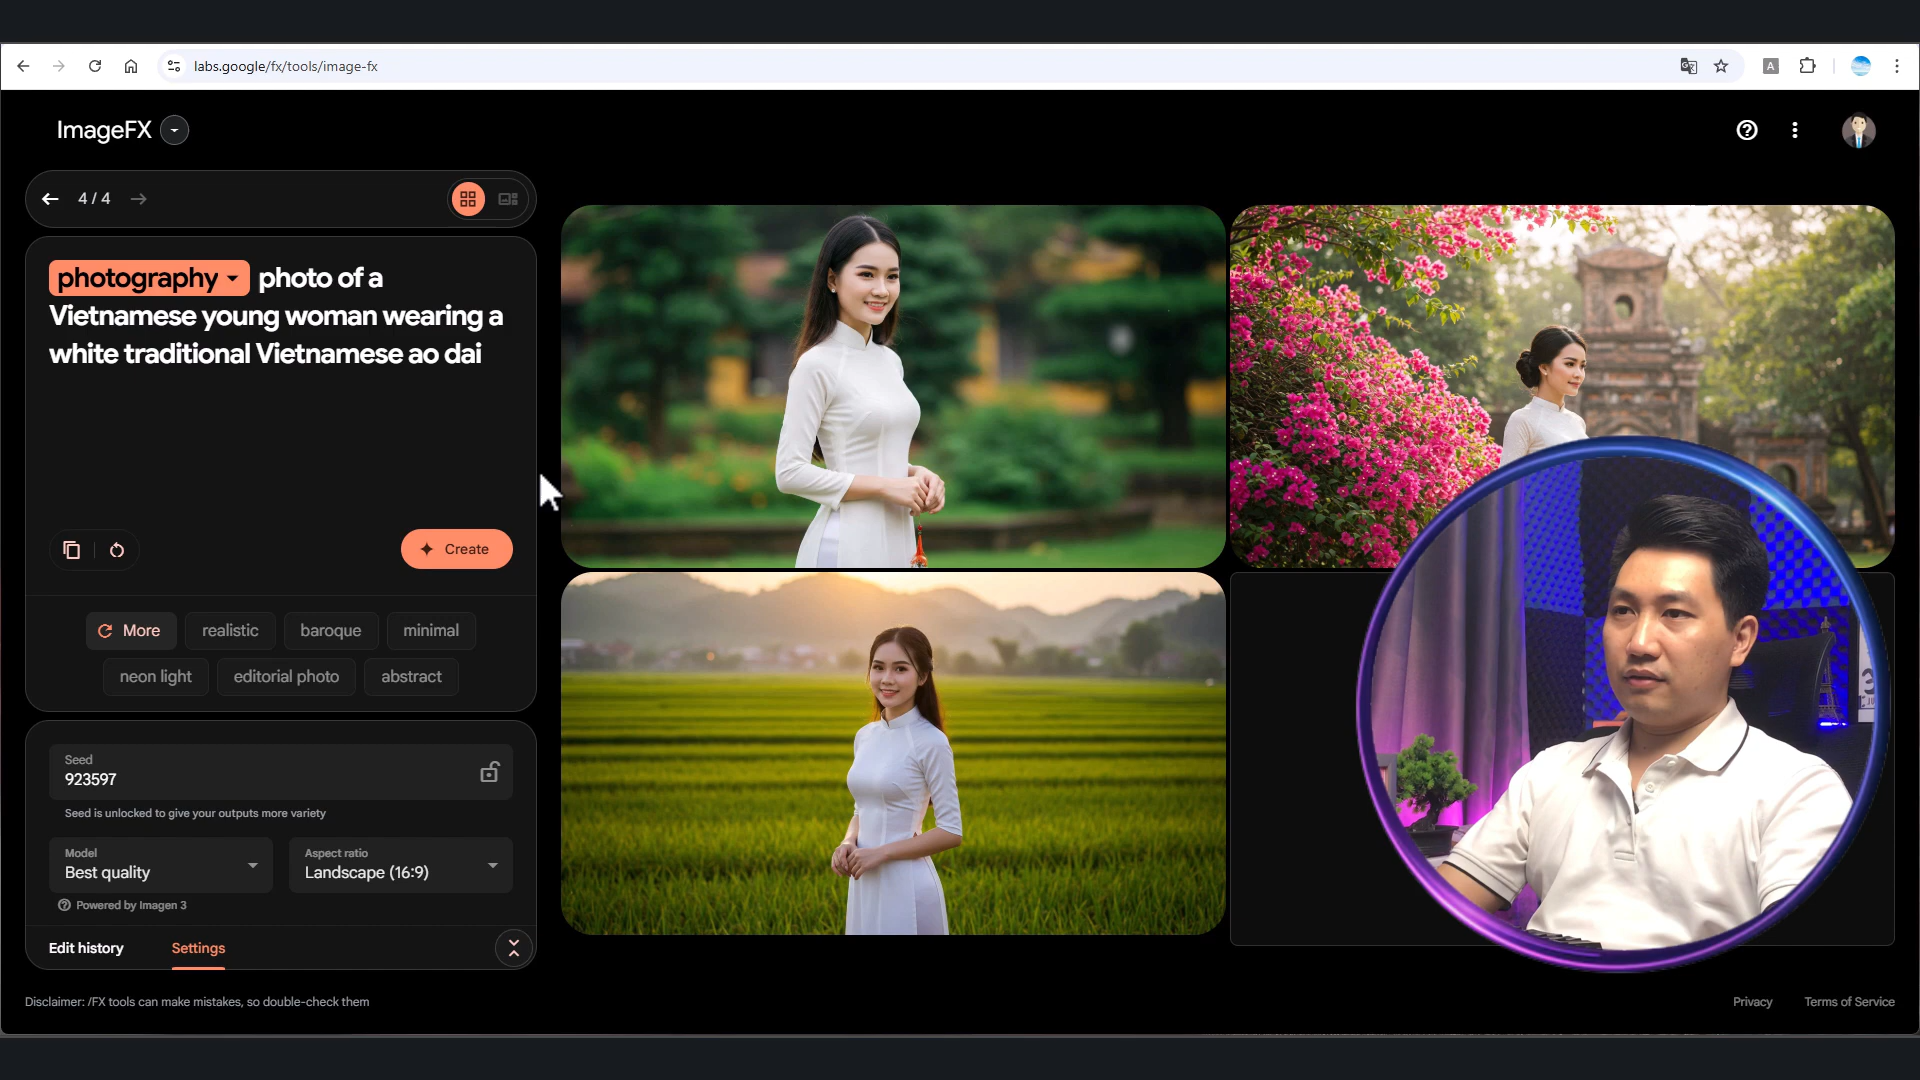 labs.google/fx/tools/image-fx
A
ImageFX
4 / 4
photography photo of a
Vietnamese young woman wearing a
white traditional Vietnamese ao dai
Create
More
realistic
baroque
minimal
neon light
editorial photo
abstract
Seed
923597
Seed is unlocked to give your outputs more variety
Model
Best quality
Aspect ratio
Landscape (16:9)
Powered by Imagen 3
Edit history
Settings
Disclaimer: /FX tools can make mistakes, so double-check them
Privacy
Terms of Service